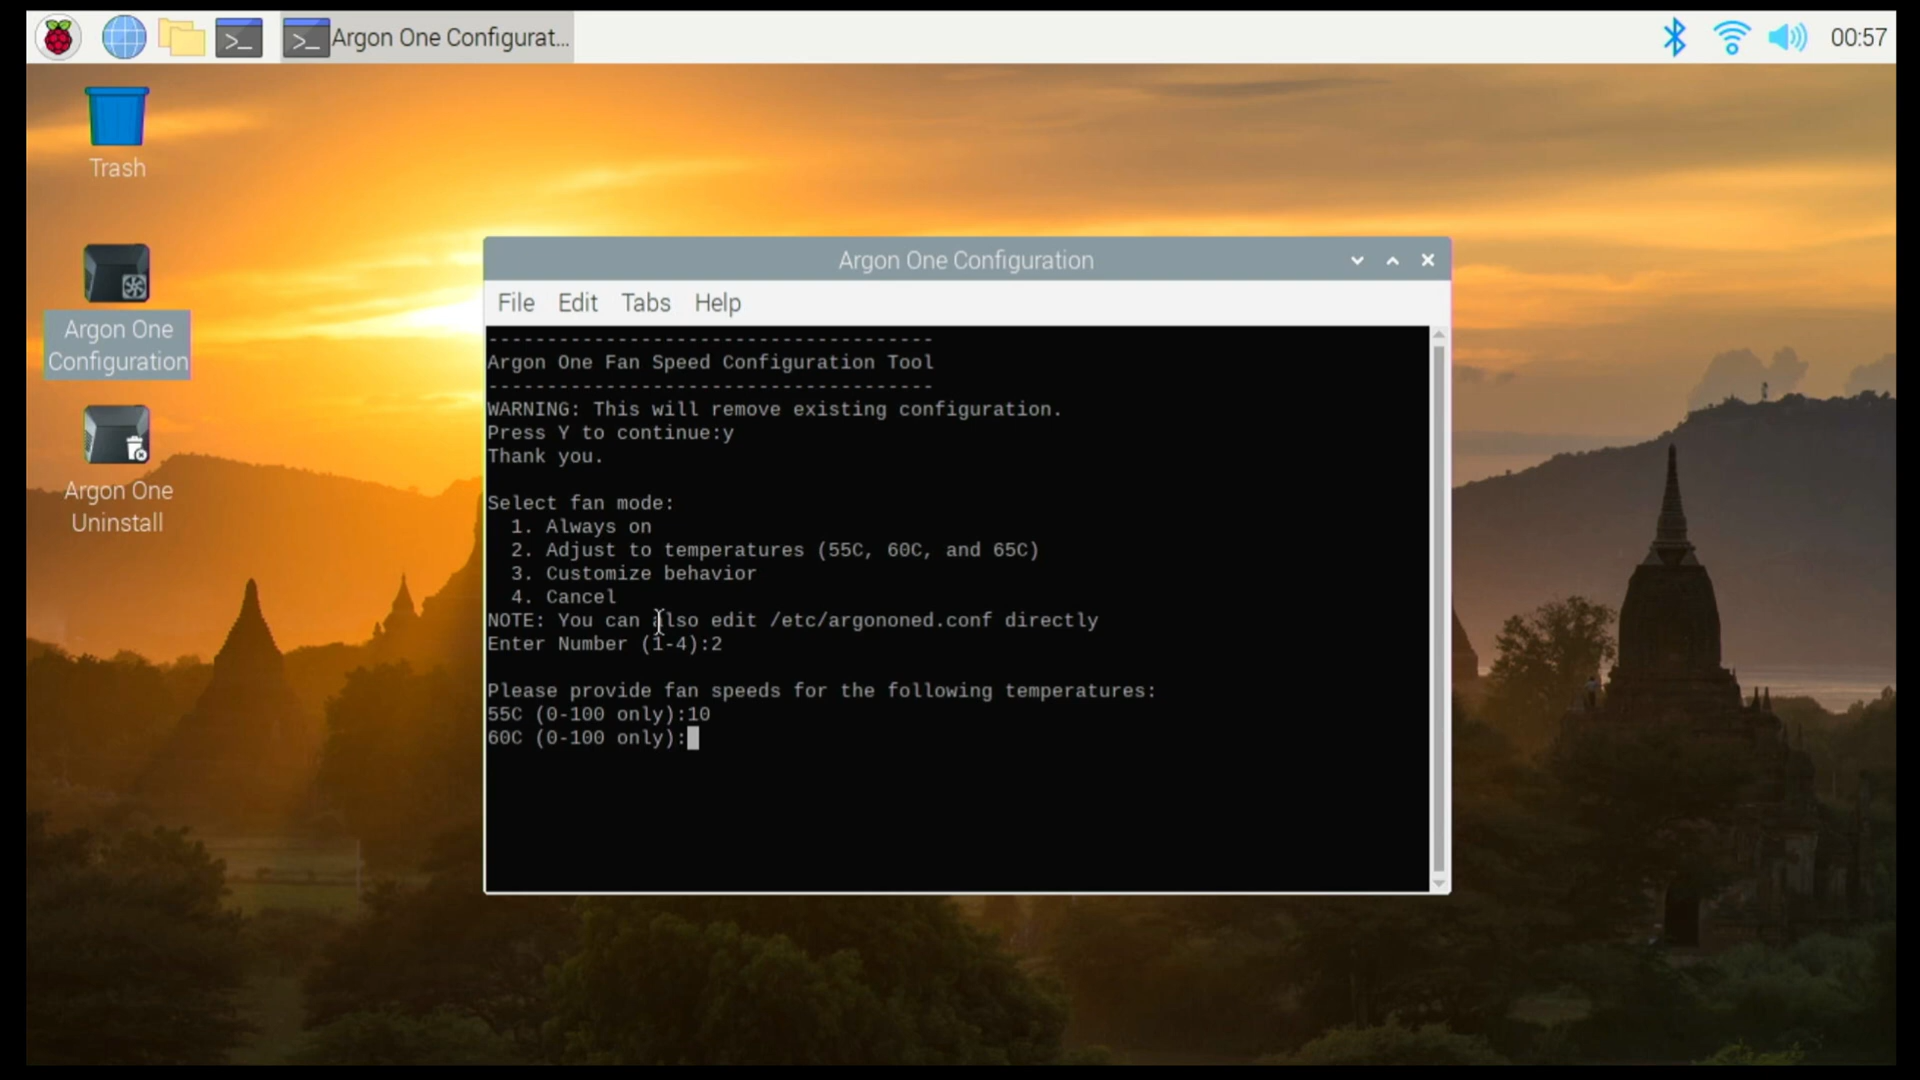 Argon One Configurat...
00:57
Trash
Argon One
Configuration
Argon One
Uninstall
Argon One Configuration
File Edit Tabs Help
--------------------------------------
Argon One Fan Speed Configuration Tool
--------------------------------------
WARNING: This will remove existing configuration.
Press Y to continue:y
Thank you.
Select fan mode:
1. Always on
2. Adjust to temperatures (55C, 60C, and 65C)
3. Customize behavior
4. Cancel
NOTE: You can also edit /etc/argononed.conf directly
Enter Number (1-4):2
Please provide fan speeds for the following temperatures:
55C (0-100 only):10
60C (0-100 only):